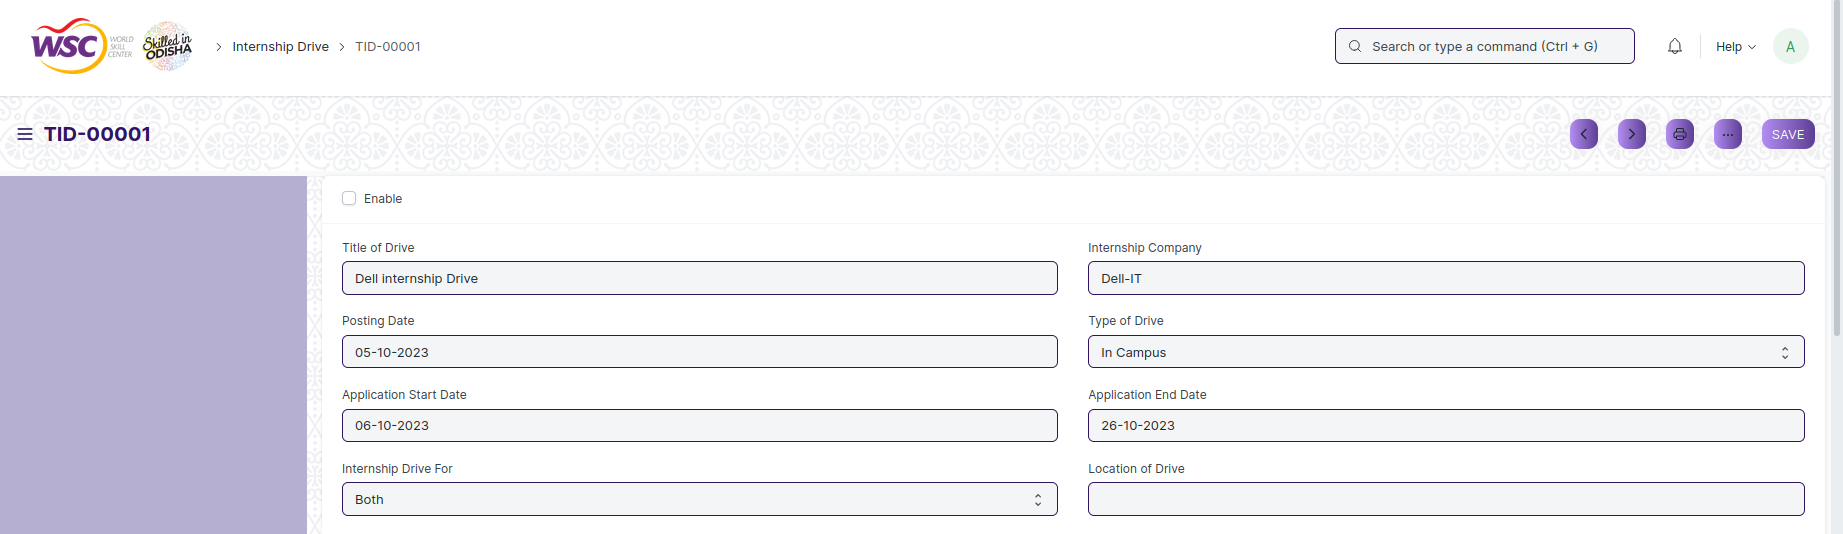 WSC WORLD SKILL CENTER Skilled in ODISHA > Internship Drive > TID-00001 Search or type a command (Ctrl + G) Help A
TID-00001 ... SAVE
Enable
Title of Drive Internship Company
Dell internship Drive Dell-IT
Posting Date Type of Drive
05-10-2023 In Campus
Application Start Date Application End Date
06-10-2023 26-10-2023
Internship Drive For Location of Drive
Both